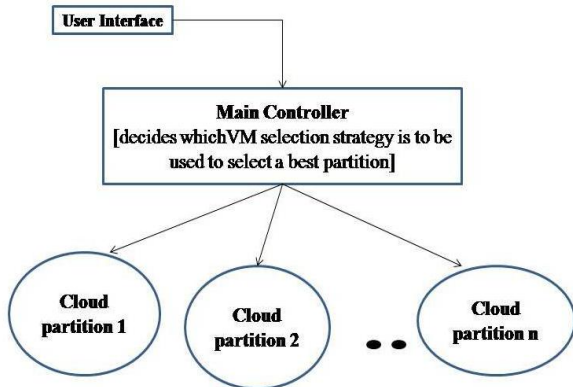 User Interface
Main Controller
[decides whichVM selection strategy is to be
used to select a best partition]
Cloud
partition 1
Cloud
partition 2
Cloud
partition n